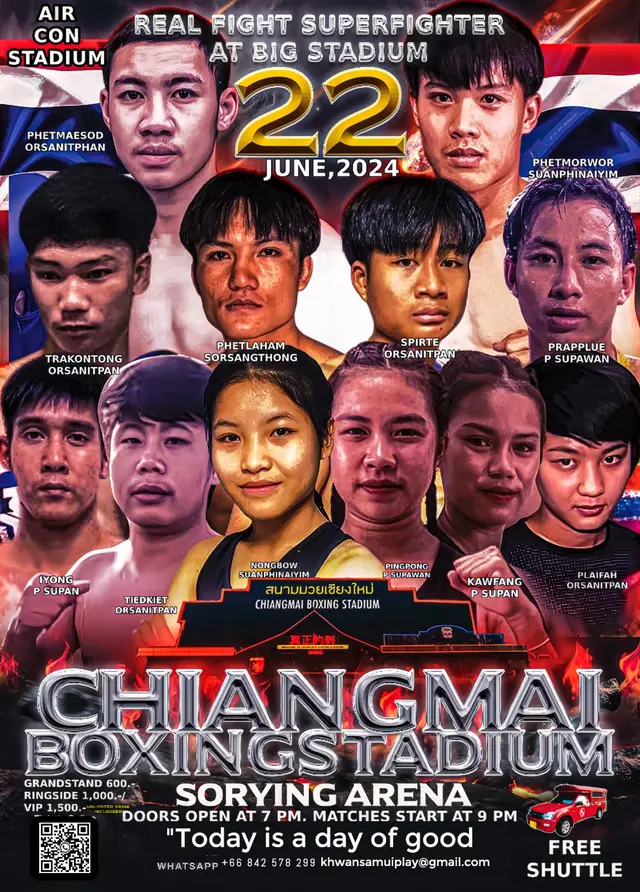 AIR
CON
STADIUM
REAL FIGHT SUPERFIGHTER
AT BIG STADIUM
22
JUNE,2024
PHETMAESOD
ORSANITPHAN
PHETMORWOR
SUANPHINAIYIM
TRAKONTONG
ORSANITPAN
PHETLAHAM
SORSANGTHONG
SPIRTE
ORSANITPAN
PRAPPLUE
P SUPAWAN
IYONG
P SUPAN
TIEDKIET
ORSANITPAN
NONGBOW
SUANPHINAIYIM
PINGPONG
P SUPAWAN
KAWFANG
P SUPAN
PLAIFAH
ORSANITPAN
สนามมวยเชียงใหม่
CHIANGMAI BOXING STADIUM
CHIANGMAI
BOXINGSTADIUM
SORYING ARENA
GRANDSTAND 600.-
RINGSIDE 1,000.-/
VIP 1,500.-
UNLIMITED DRINK
DOORS OPEN AT 7 PM. MATCHES START AT 9 PM
"Today is a day of good
WHATSAPP +66 842 578 299 khwansamuiplay@gmail.com
FREE
SHUTTLE